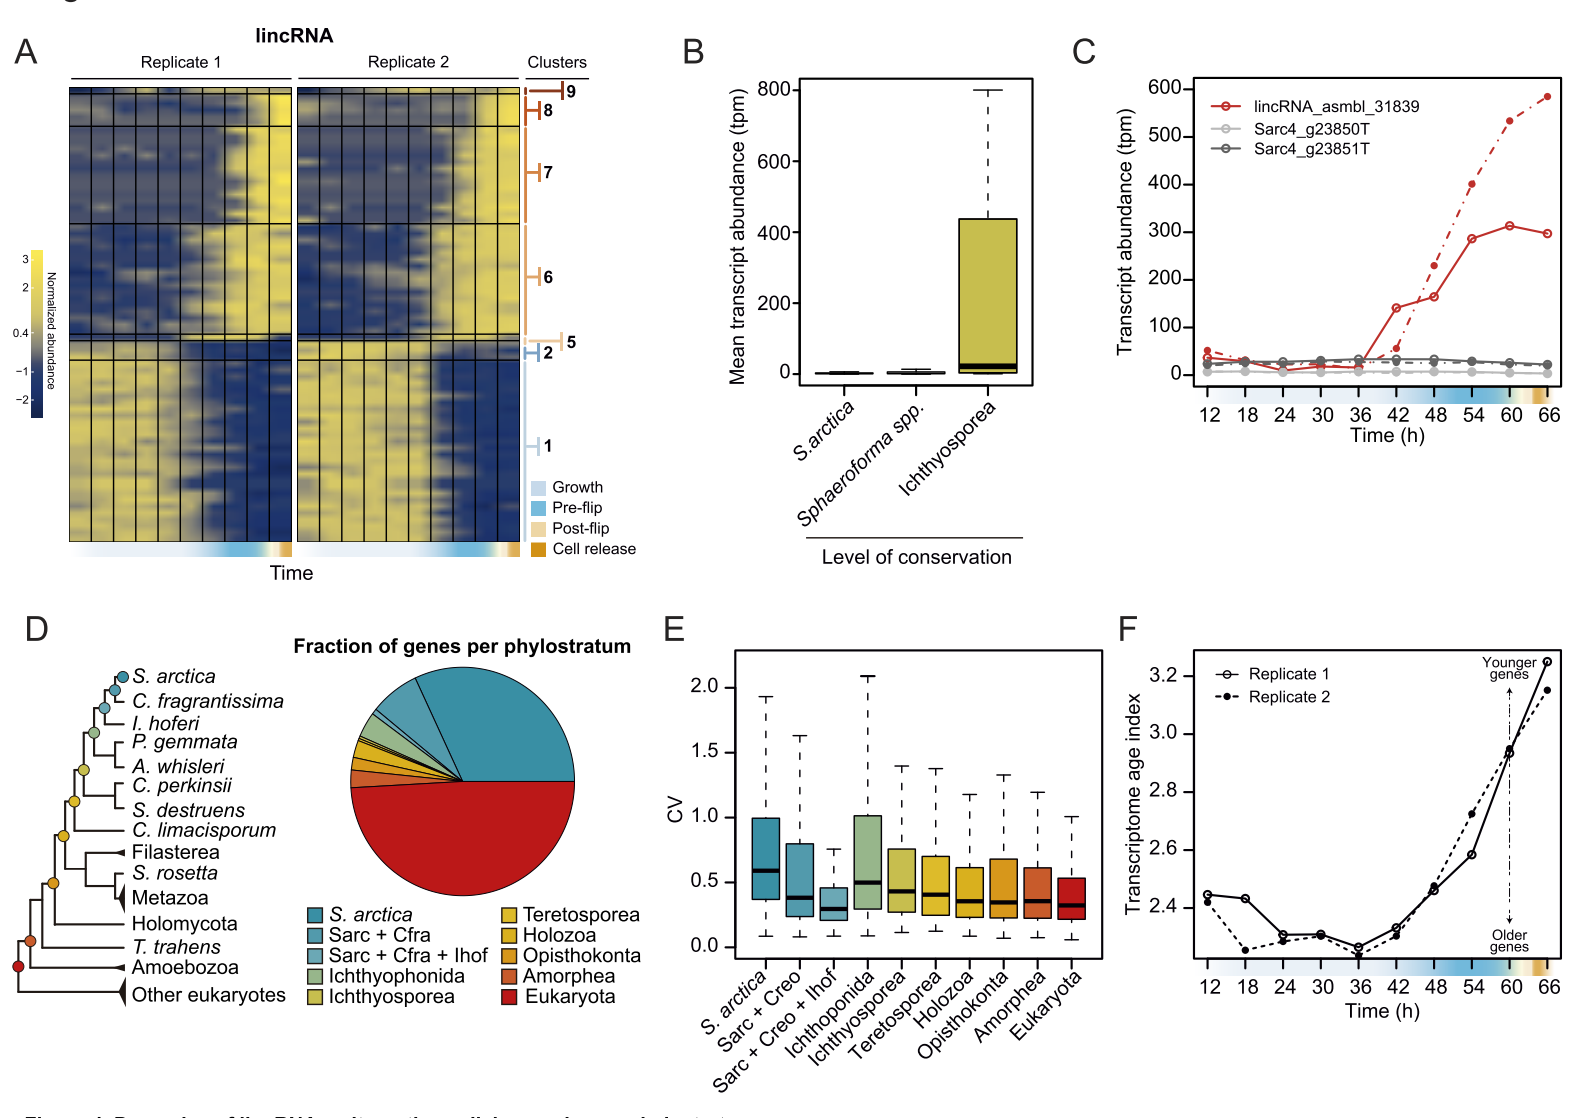 A
lincRNA
Replicate 1
Replicate 2
Clusters
9
8
7
6
5
2
1
3
2
0.4
−1
−2
Normalized abundance
Growth
Pre-flip
Post-flip
Cell release
Time
B
Mean transcript abundance (tpm)
800
600
400
200
0
S.arctica
Sphaeroforma spp.
Ichthyosporea
Level of conservation
C
Transcript abundance (tpm)
600
500
400
300
200
100
0
lincRNA_asmbl_31839
Sarc4_g23850T
Sarc4_g23851T
12 18 24 30 36 42 48 54 60 66
Time (h)
D
Fraction of genes per phylostratum
S. arctica
C. fragrantissima
I. hoferi
P. gemmata
A. whisleri
C. perkinsii
S. destruens
C. limacisporum
Filasterea
S. rosetta
Metazoa
Holomycota
T. trahens
Amoebozoa
Other eukaryotes
S. arctica
Sarc + Cfra
Sarc + Cfra + Ihof
Ichthyophonida
Ichthyosporea
Teretosporea
Holozoa
Opisthokonta
Amorphea
Eukaryota
E
CV
2.0
1.5
1.0
0.5
0.0
S. arctica
Sarc + Creo
Sarc + Creo + Ihof
Ichthoponida
Ichthyosporea
Teretosporea
Holozoa
Opisthokonta
Amorphea
Eukaryota
F
Transcriptome age index
3.2
3.0
2.8
2.6
2.4
Replicate 1
Replicate 2
Younger
genes
Older
genes
12 18 24 30 36 42 48 54 60 66
Time (h)